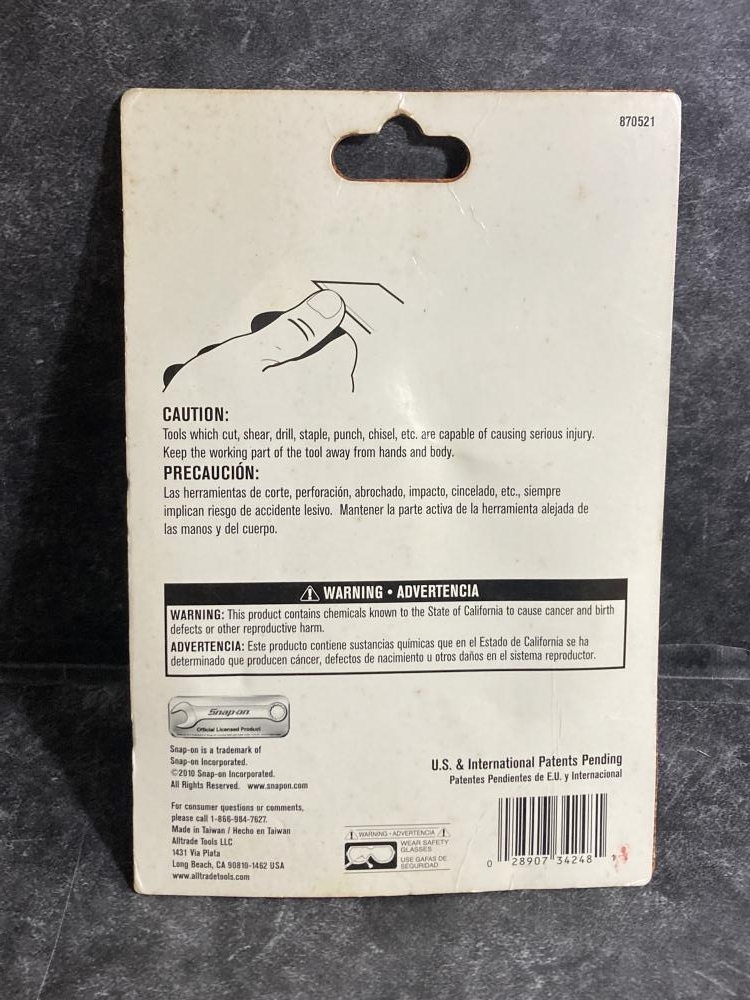 870521
CAUTION:
Tools which cut, shear, drill, staple, punch, chisel, etc. are capable of causing serious injury.
Keep the working part of the tool away from hands and body.
PRECAUCIÓN:
Las herramientas de corte, perforación, abrochado, impacto, cincelado, etc., siempre
implican riesgo de accidente lesivo. Mantener la parte activa de la herramienta alejada de
las manos y del cuerpo.
WARNING • ADVERTENCIA
WARNING: This product contains chemicals known to the State of California to cause cancer and birth
defects or other reproductive harm.
ADVERTENCIA: Este producto contiene sustancias químicas que en el Estado de California se ha
determinado que producen cáncer, defectos de nacimiento u otros daños en el sistema reproductor.
Snap-on
Official Licensed Product
Snap-on is a trademark of
Snap-on Incorporated.
©2010 Snap-on Incorporated.
All Rights Reserved. www.snapon.com
For consumer questions or comments,
please call 1-866-984-7627.
Made in Taiwan / Hecho en Taiwan
Alltrade Tools LLC
1431 Via Plata
Long Beach, CA 90810-1462 USA
www.alltradetools.com
WARNING • ADVERTENCIA
WEAR SAFETY
GLASSES
USE GAFAS DE
SEGURIDAD
U.S. & International Patents Pending
Patentes Pendientes de E.U. y Internacional
0 28907 34248